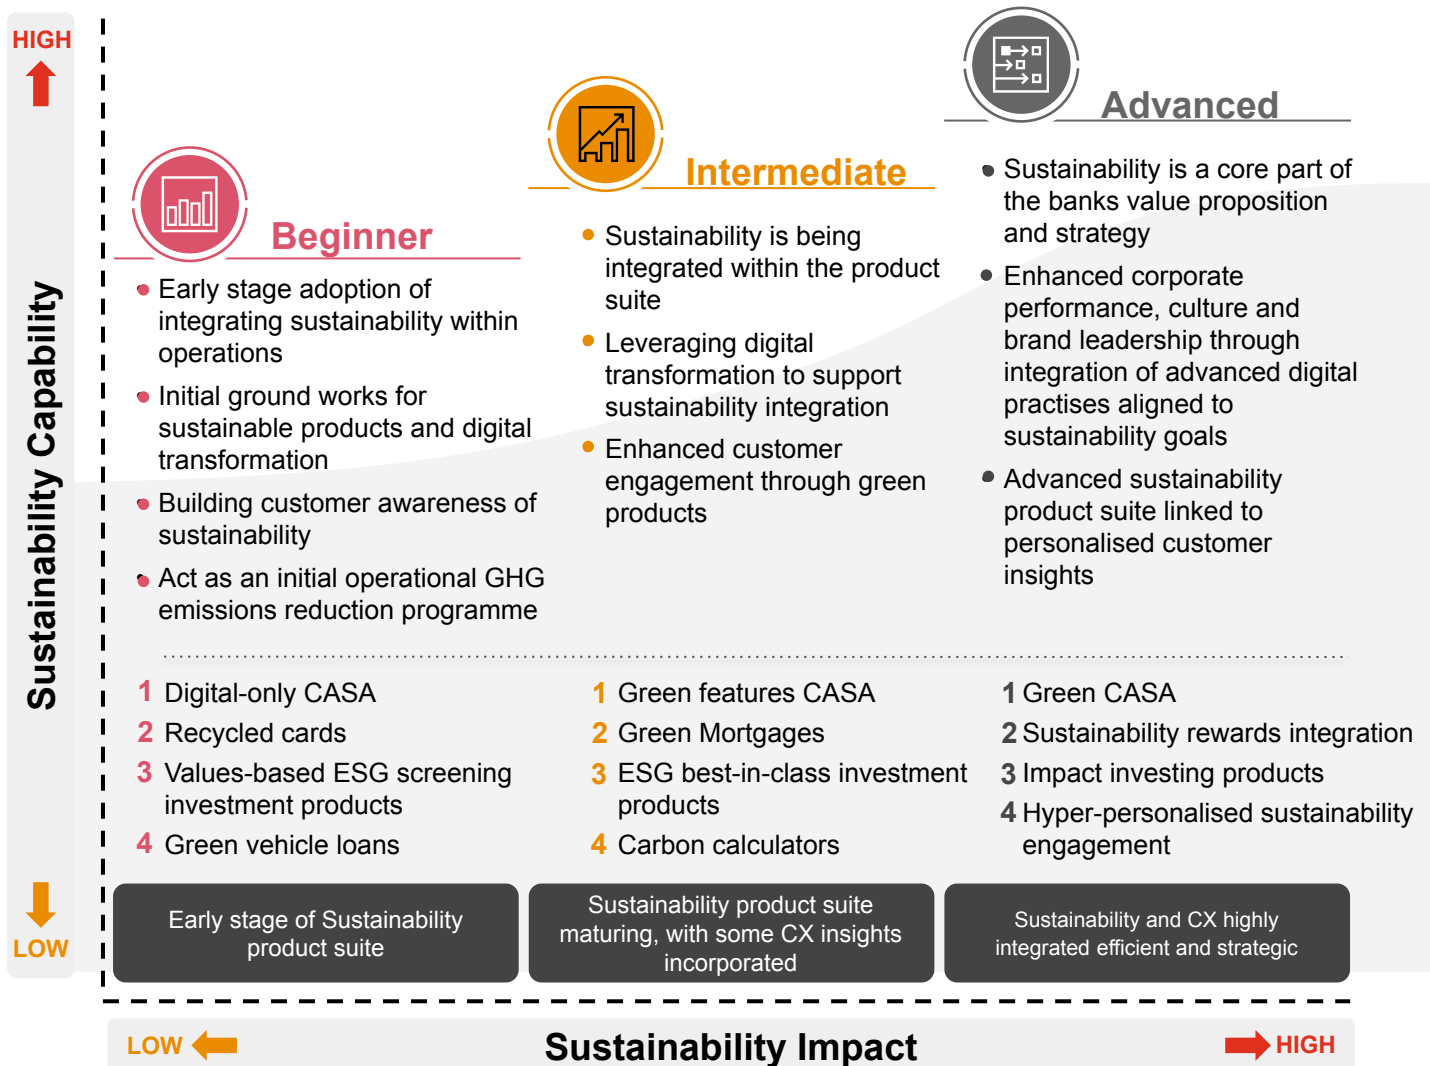 HIGH
Sustainability Capability
LOW
Beginner
Early stage adoption of
integrating sustainability within
operations
Initial ground works for
sustainable products and digital
transformation
Building customer awareness of
sustainability
Act as an initial operational GHG
emissions reduction programme
1 Digital-only CASA
2 Recycled cards
3 Values-based ESG screening
investment products
4 Green vehicle loans
Early stage of Sustainability
product suite
Intermediate
Sustainability is being
integrated within the product
suite
Leveraging digital
transformation to support
sustainability integration
Enhanced customer
engagement through green
products
1 Green features CASA
2 Green Mortgages
3 ESG best-in-class investment
products
4 Carbon calculators
Sustainability product suite
maturing, with some CX insights
incorporated
Advanced
Sustainability is a core part of
the banks value proposition
and strategy
Enhanced corporate
performance, culture and
brand leadership through
integration of advanced digital
practises aligned to
sustainability goals
Advanced sustainability
product suite linked to
personalised customer
insights
1 Green CASA
2 Sustainability rewards integration
3 Impact investing products
4 Hyper-personalised sustainability
engagement
Sustainability and CX highly
integrated efficient and strategic
LOW
Sustainability Impact
HIGH